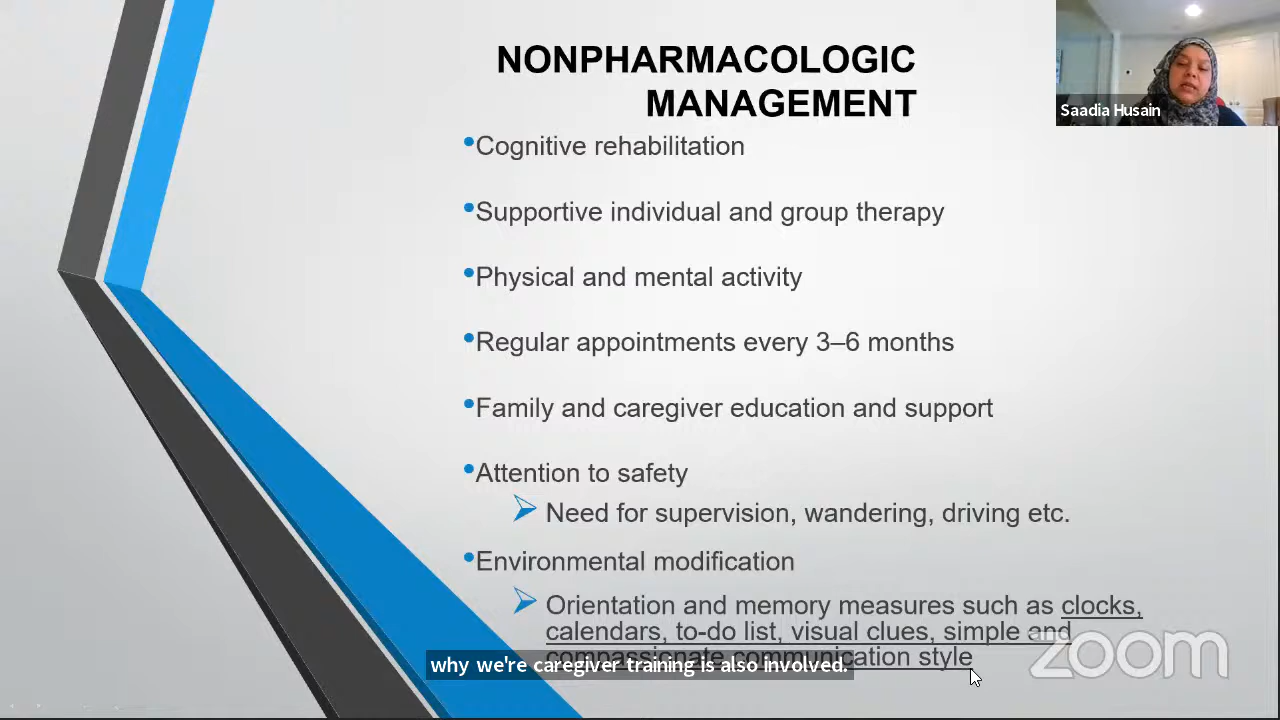 NONPHARMACOLOGIC
MANAGEMENT
Saadia Husain
•Cognitive rehabilitation
•Supportive individual and group therapy
•Physical and mental activity
•Regular appointments every 3–6 months
•Family and caregiver education and support
•Attention to safety
Need for supervision, wandering, driving etc.
•Environmental modification
Orientation and memory measures such as clocks,
calendars, to-do list, visual clues, simple and
compassionate communication style
why we're caregiver training is also involved.
zoom